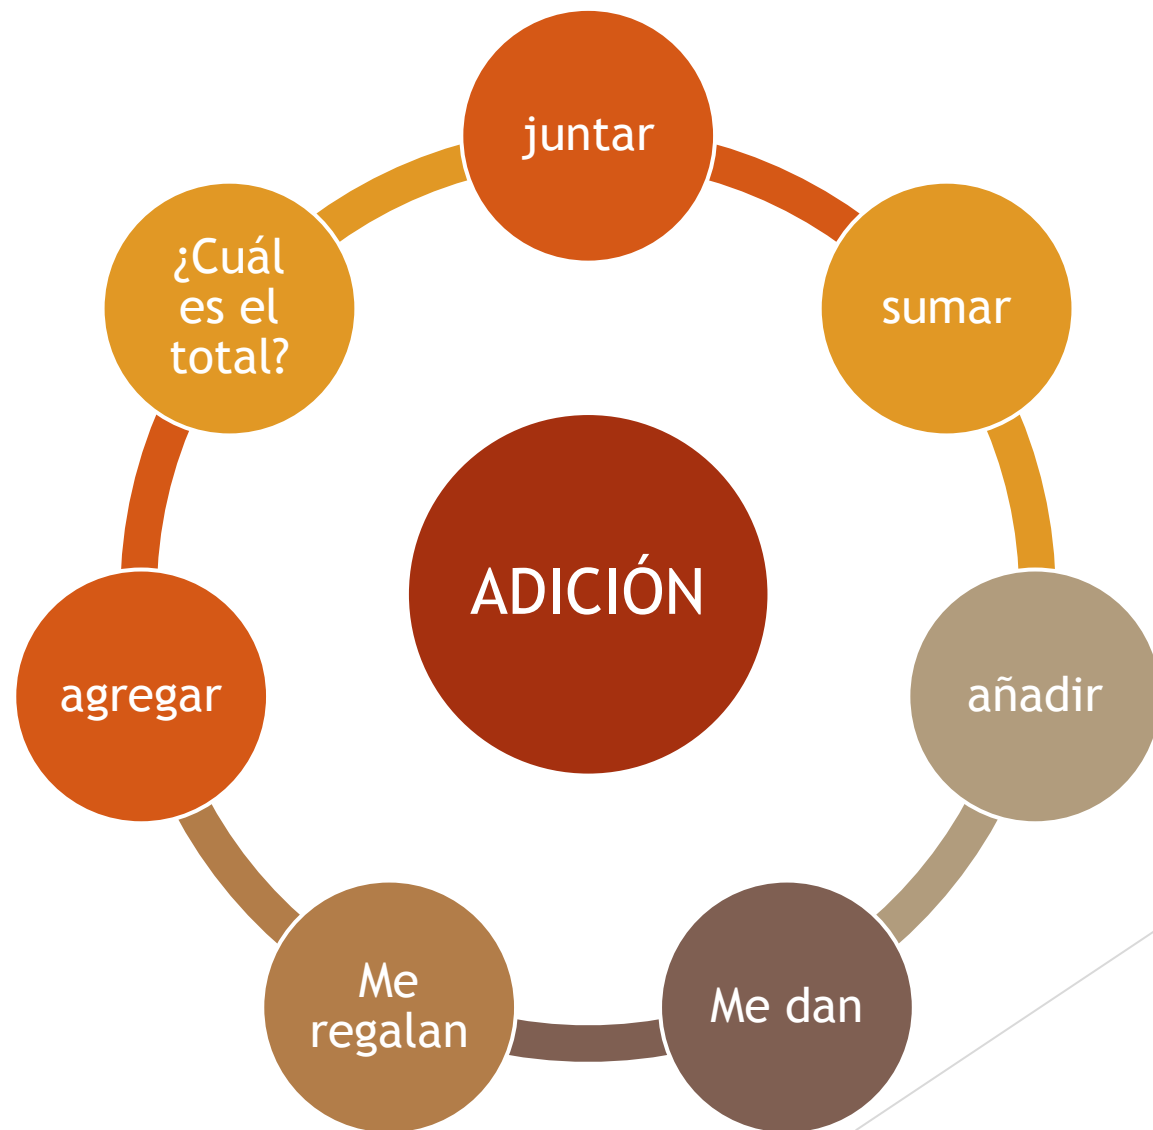 juntar
sumar
añadir
Me dan
Me
regalan
agregar
¿Cuál
es el
total?
ADICIÓN